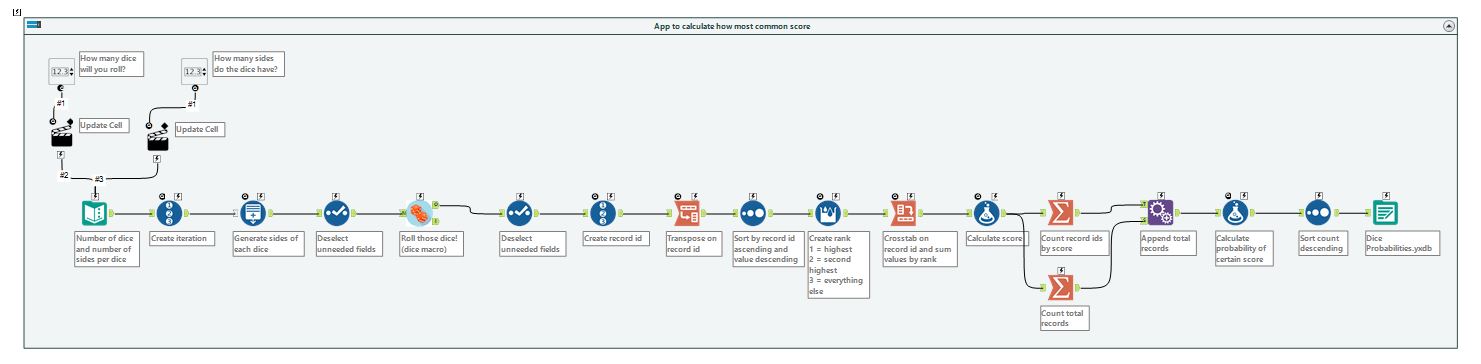 App to calculate how most common score
How many dice
will you roll?
How many sides
do the dice have?
12.3
12.3
#1
#1
Update Cell
Update Cell
#2
#3
Number of dice
and number of
sides per dice
Create iteration
Generate sides of
each dice
Deselect
unneeded fields
Roll those dice!
(dice macro)
Deselect
unneeded fields
Create record id
Transpose on
record id
Sort by record id
ascending and
value descending
Create rank
1 = highest
2 = second
highest
3 = everything
else
Crosstab on
record id and sum
values by rank
Calculate score
Count record ids
by score
Count total
records
Append total
records
Calculate
probability of
certain score
Sort count
descending
Dice
Probabilities.yxdb